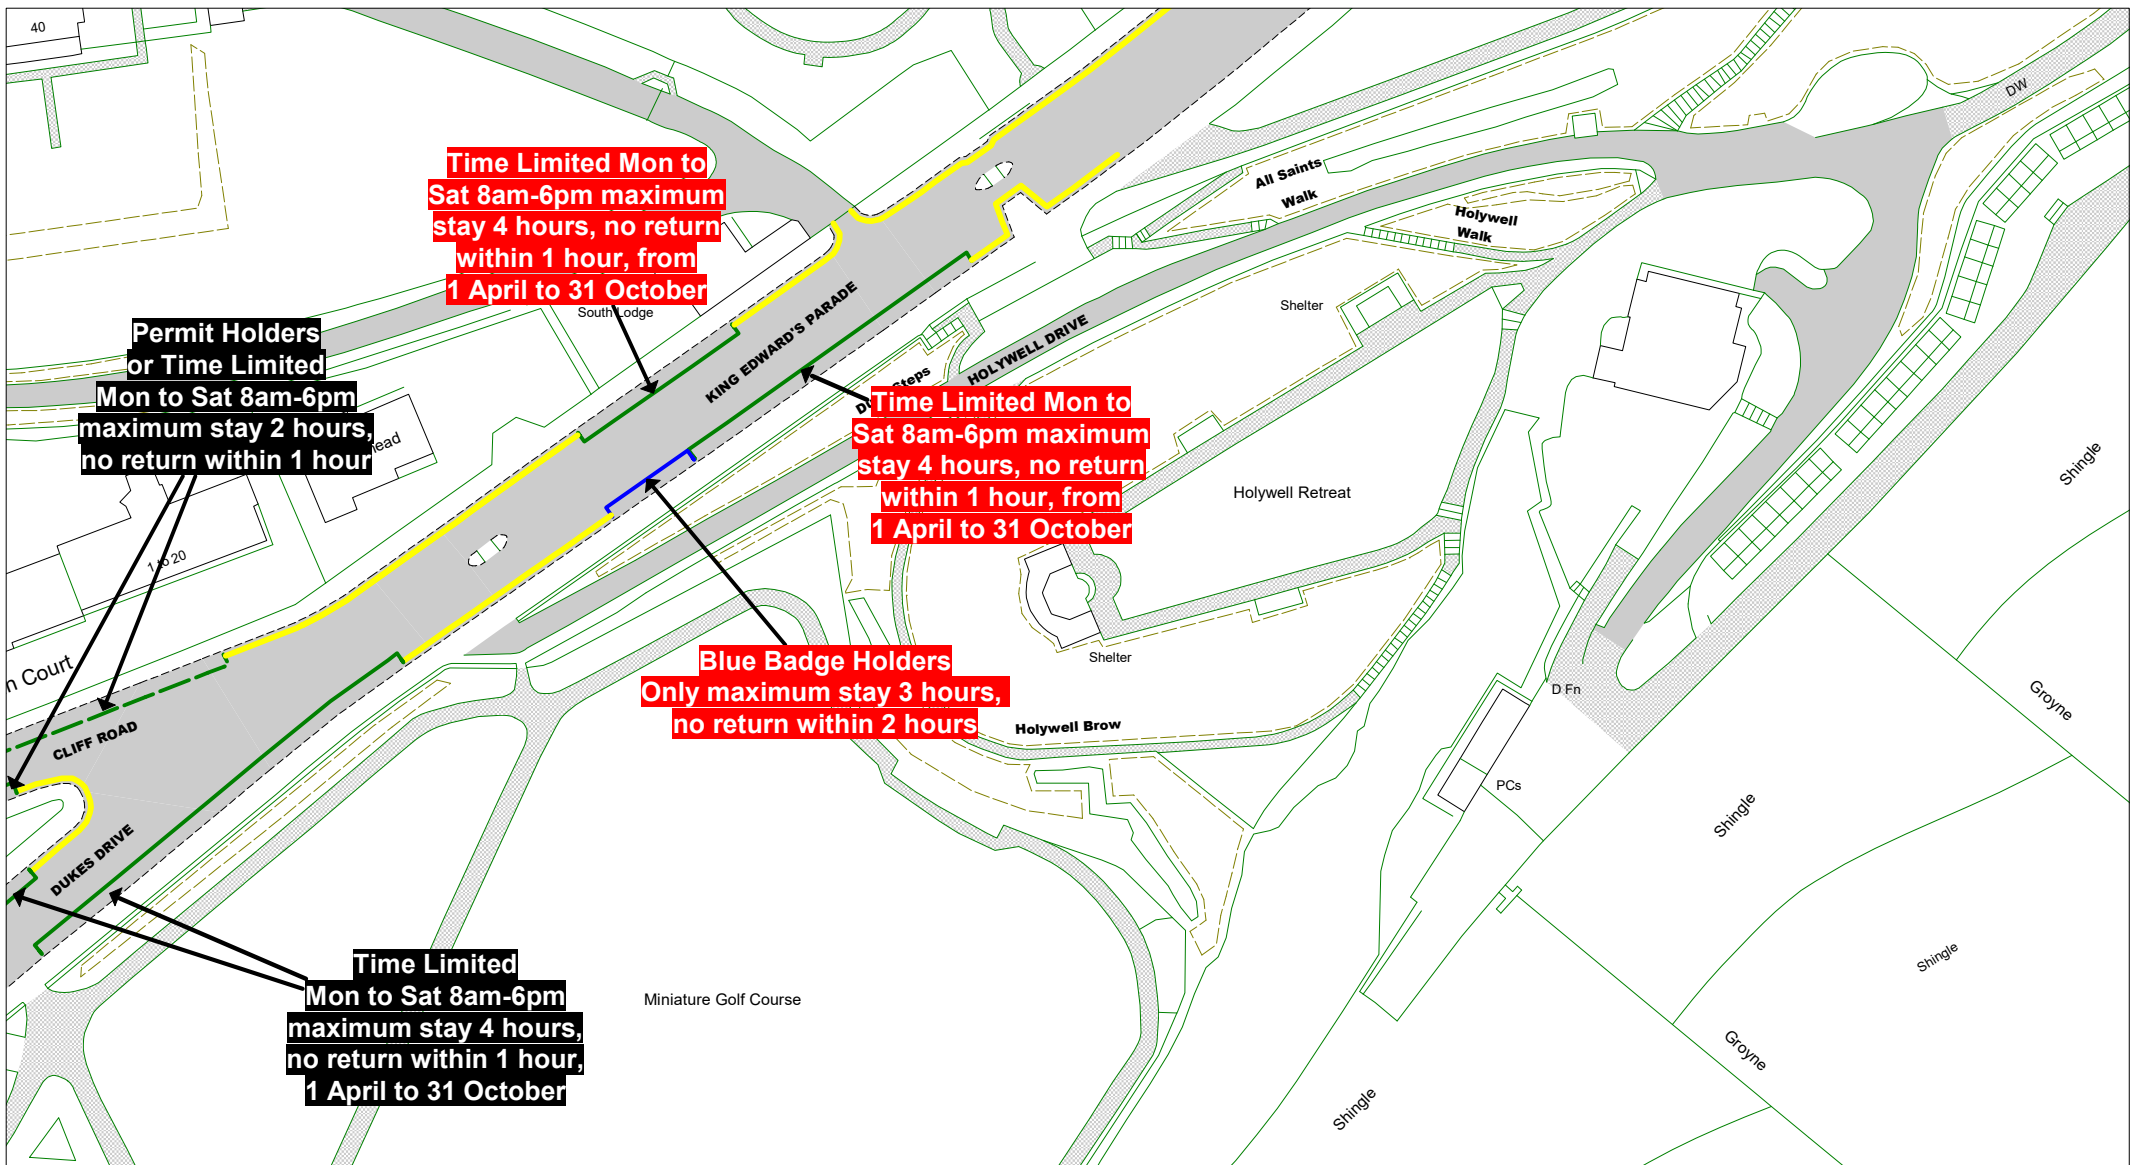 40
DW
Time Limited Mon to
Sat 8am-6pm maximum
stay 4 hours, no return
within 1 hour, from
1 April to 31 October
All Saints
Walk
Holywell
Walk
South Lodge
Shelter
KING EDWARD'S PARADE
HOLYWELL DRIVE
Permit Holders
or Time Limited
Mon to Sat 8am-6pm
maximum stay 2 hours,
no return within 1 hour
Steps
Time Limited Mon to
Sat 8am-6pm maximum
stay 4 hours, no return
within 1 hour, from
1 April to 31 October
Holywell Retreat
Shingle
1 to 20
Shelter
n Court
Blue Badge Holders
Only maximum stay 3 hours,
no return within 2 hours
D Fn
Groyne
Holywell Brow
CLIFF ROAD
PCs
Shingle
DUKES DRIVE
Shingle
Time Limited
Mon to Sat 8am-6pm
maximum stay 4 hours,
no return within 1 hour,
1 April to 31 October
Miniature Golf Course
Groyne
Shingle